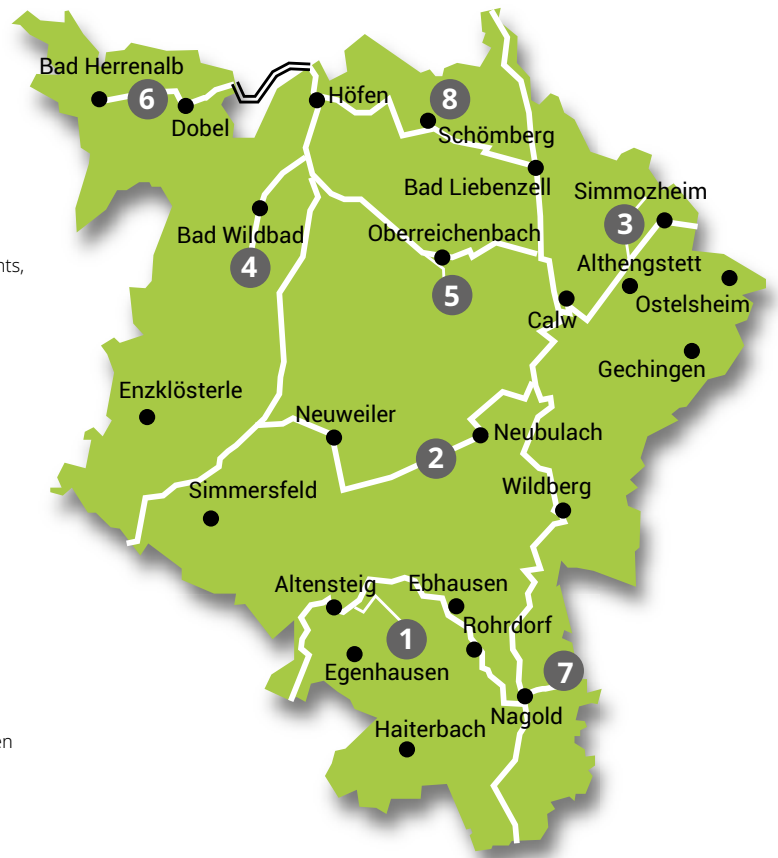 Bad Herrenalb
6
Dobel
Höfen
8
Schömberg
Bad Liebenzell
Simmozheim
3
Bad Wildbad
4
Oberreichenbach
5
Althengstett
Ostelsheim
Calw
Gechingen
Enzklösterle
Neuweiler
2
Neubulach
Simmersfeld
Wildberg
Altensteig
Ebhausen
1
Rohrdorf
Egenhausen
7
Nagold
Haiterbach